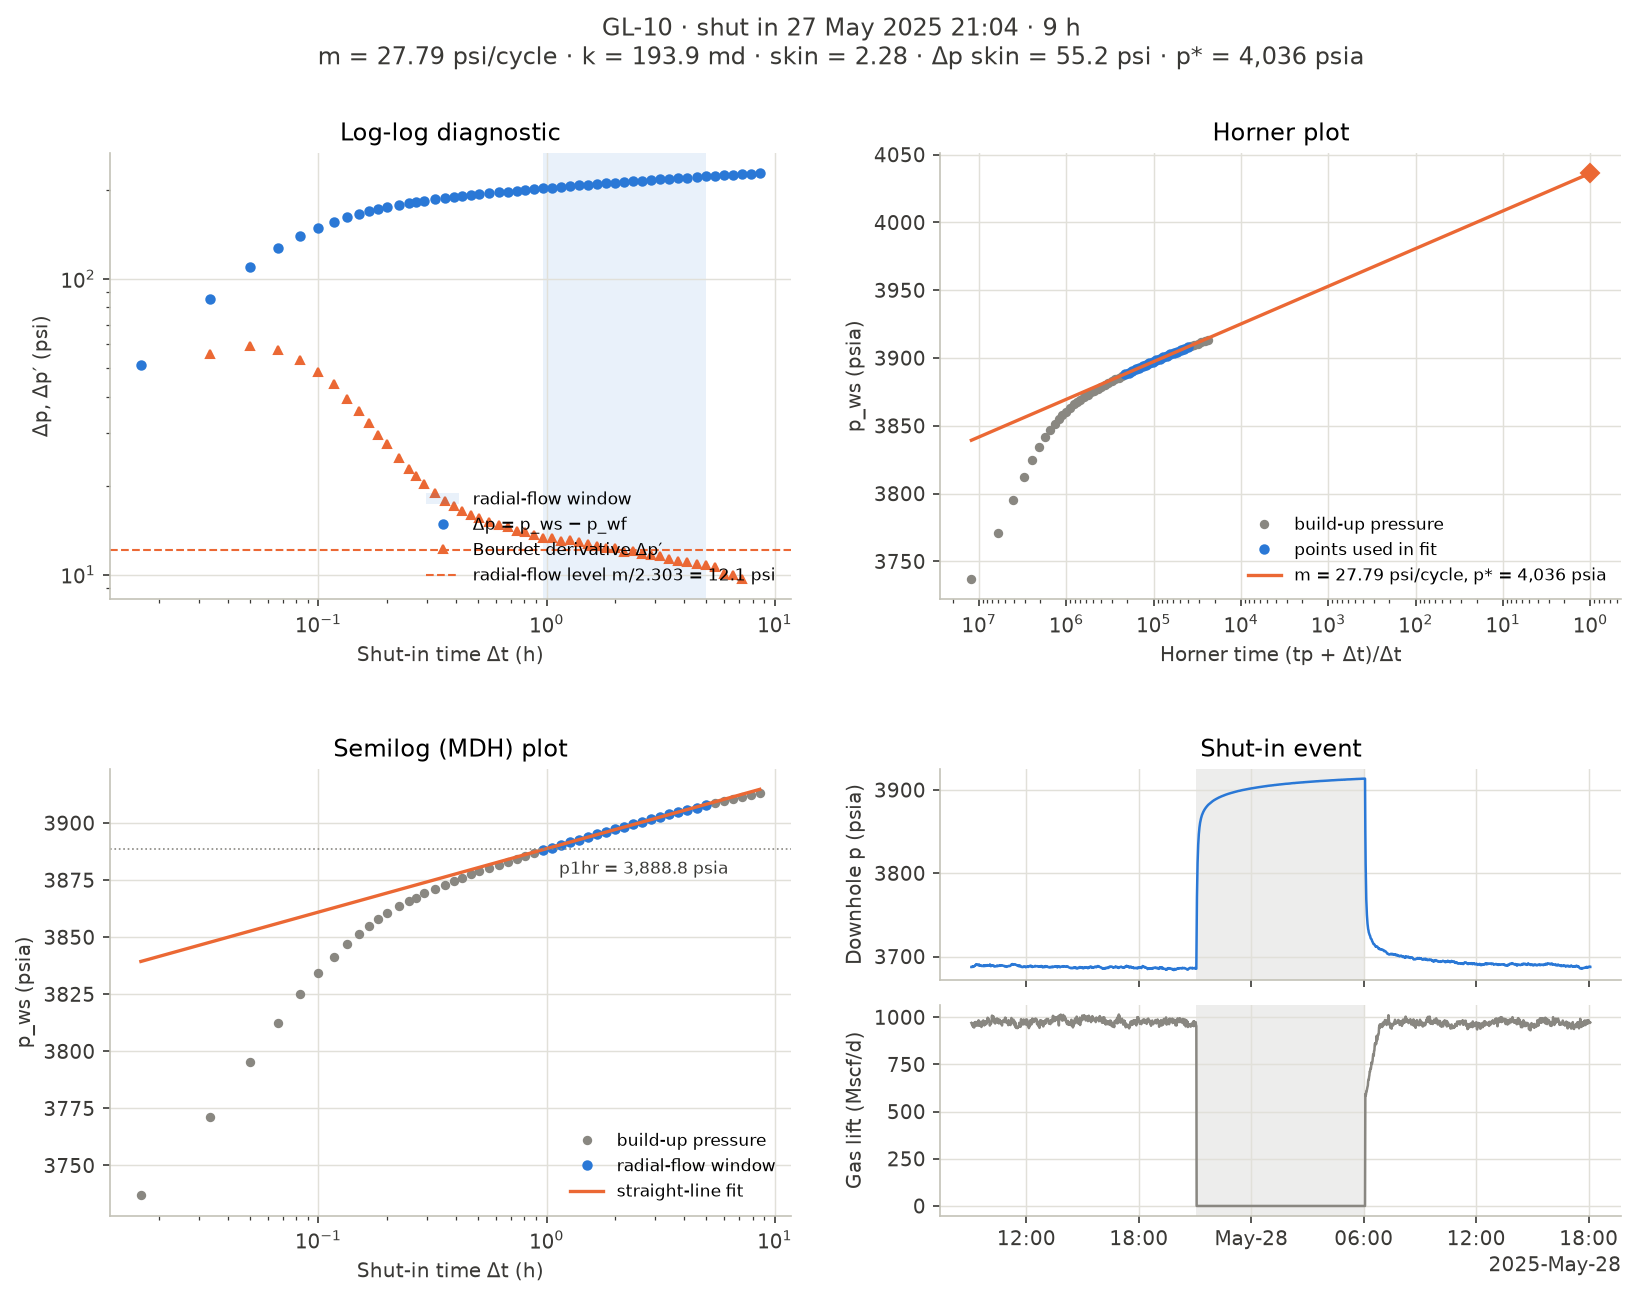 GL-10 · shut in 27 May 2025 21:04 · 9 h
m = 27.79 psi/cycle · k = 193.9 md · skin = 2.28 · Δp skin = 55.2 psi · p* = 4,036 psia
Log-log diagnostic
Δp, Δp′ (psi)
10²
10¹
radial-flow window
Δp = p_ws − p_wf
Bourdet derivative Δp′
radial-flow level m/2.303 = 12.1 psi
10⁻¹
10⁰
10¹
Shut-in time Δt (h)
Horner plot
p_ws (psia)
4050
4000
3950
3900
3850
3800
3750
build-up pressure
points used in fit
m = 27.79 psi/cycle, p* = 4,036 psia
10⁷
10⁶
10⁵
10⁴
10³
10²
10¹
10⁰
Horner time (tp + Δt)/Δt
Semilog (MDH) plot
p_ws (psia)
3900
3875
3850
3825
3800
3775
3750
p1hr = 3,888.8 psia
build-up pressure
radial-flow window
straight-line fit
10⁻¹
10⁰
10¹
Shut-in time Δt (h)
Shut-in event
Downhole p (psia)
3900
3800
3700
Gas lift (Mscf/d)
1000
750
500
250
0
12:00
18:00
May-28
06:00
12:00
18:00
2025-May-28